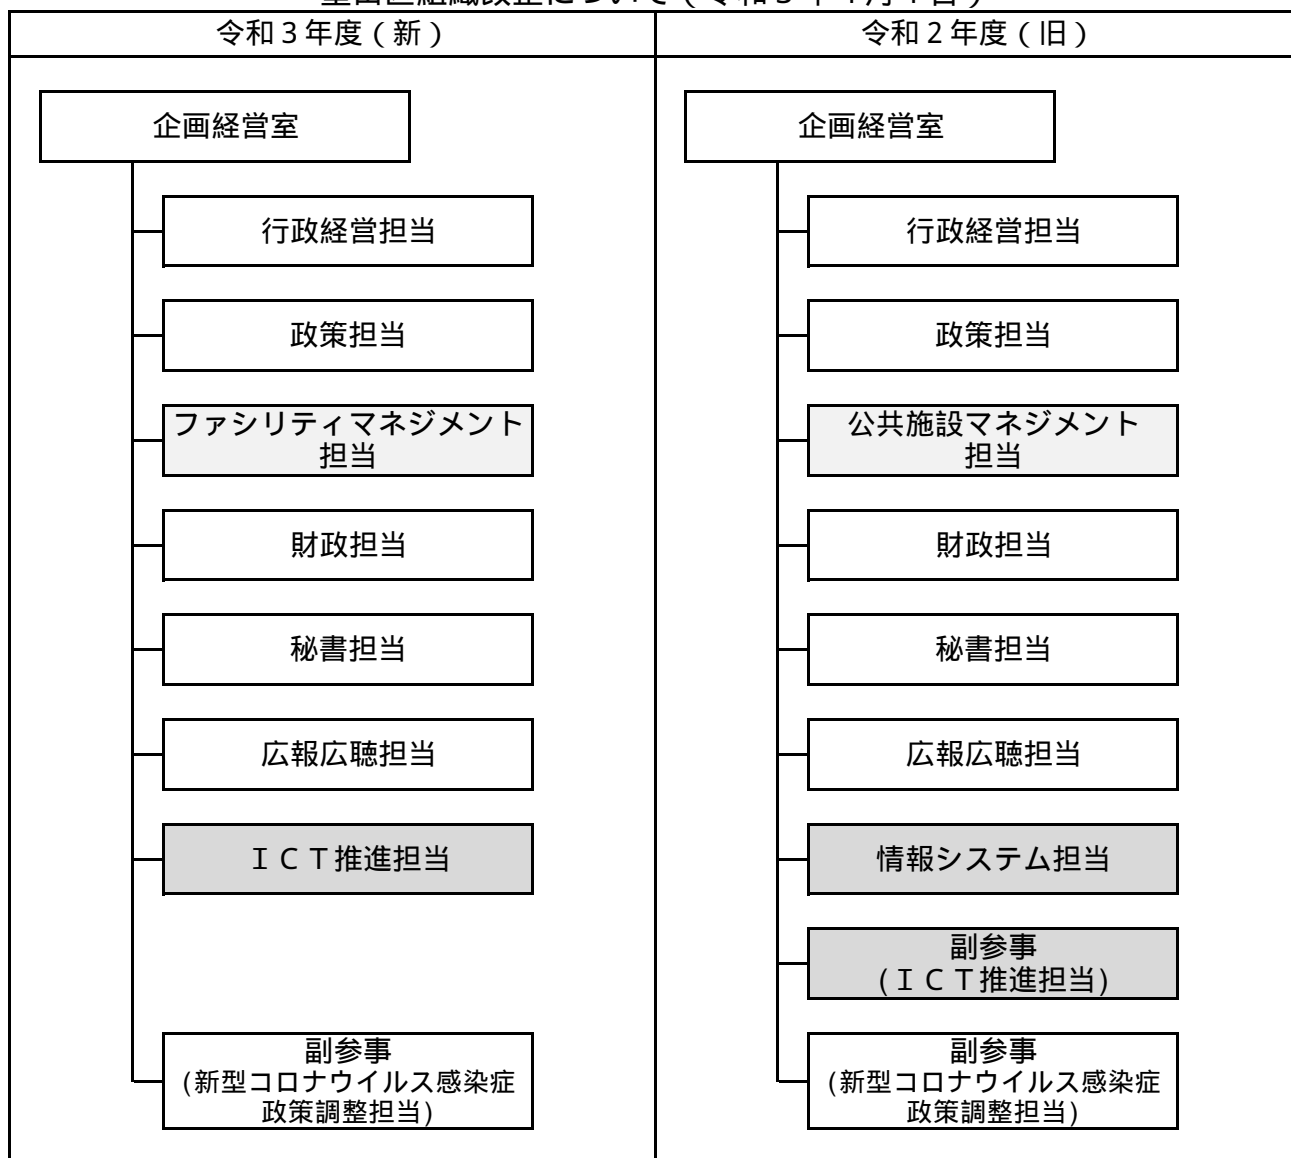 令和３年度（新）
令和２年度（旧）
企画経営室
行政経営担当
政策担当
ファシリティマネジメント
担当
財政担当
秘書担当
広報広聴担当
ＩＣＴ推進担当
副参事
(新型コロナウイルス感染症
政策調整担当)
企画経営室
行政経営担当
政策担当
公共施設マネジメント
担当
財政担当
秘書担当
広報広聴担当
情報システム担当
副参事
(ＩＣＴ推進担当)
副参事
(新型コロナウイルス感染症
政策調整担当)